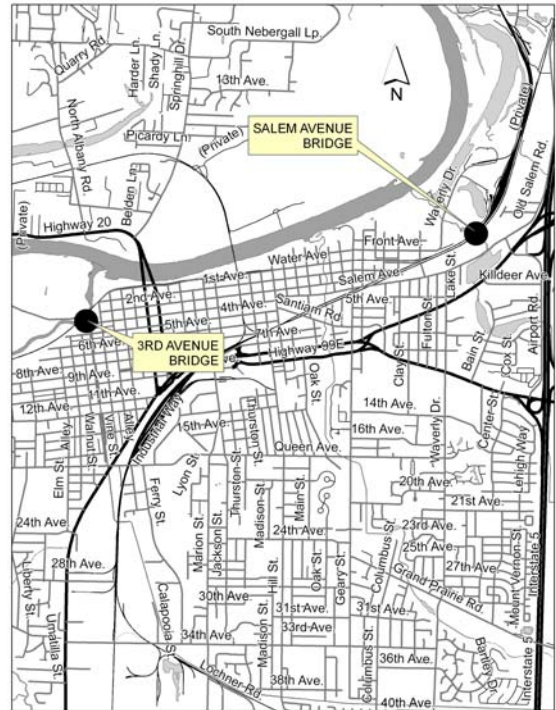 South Nebergall Lp.
Quarry Rd.
Harder Ln.
Shady Ln.
Springhill Dr.
13th Ave.
N
North Albany Rd.
Picardy Ln.
(Private)
SALEM AVENUE
BRIDGE
(Private)
Belden Ln.
Waverly Dr.
Old Salem Rd.
(Private)
Highway 20
Front Ave.
Water Ave.
Lake St.
Killdeer Ave.
1st Ave.
Salem Ave.
2nd Ave.
4th Ave.
Santiam Rd
5th Ave.
5th Ave.
7th Ave.
Fulton St.
Airport Rd.
3RD AVENUE
BRIDGE
6th Ave.
Highway 99E
Clay St.
Bain St.
Cox St.
8th Ave.
9th Ave.
11th Ave.
12th Ave.
Oak St.
14th Ave.
Industrial Way
Alley
Walnut St.
Vine St.
Alley
15th Ave.
Thurston St.
16th Ave.
Waverly Dr.
Center St.
Lehigh Way
Elm St.
Lyon St.
Queen Ave.
20th Ave.
21st Ave.
Ferry St.
Thurston St.
Madison St.
Main St.
24th Ave.
24th Ave.
23rd Ave.
25th Ave.
Marion St.
Jackson St.
Columbus St.
28th Ave.
27th Ave.
Mount Vernon St.
Interstate 5
Liberty St.
Calapooia St.
Hill St.
Oak St.
Geary St.
Grand Prairie Rd.
30th Ave.
31st Ave.
31st Ave.
33rd Ave.
34th Ave.
Umatilla St.
Madison St.
Columbus St.
36th Ave.
Bantley Dr.
Interstate 5
Lochner Rd
38th Ave.
40th Ave.